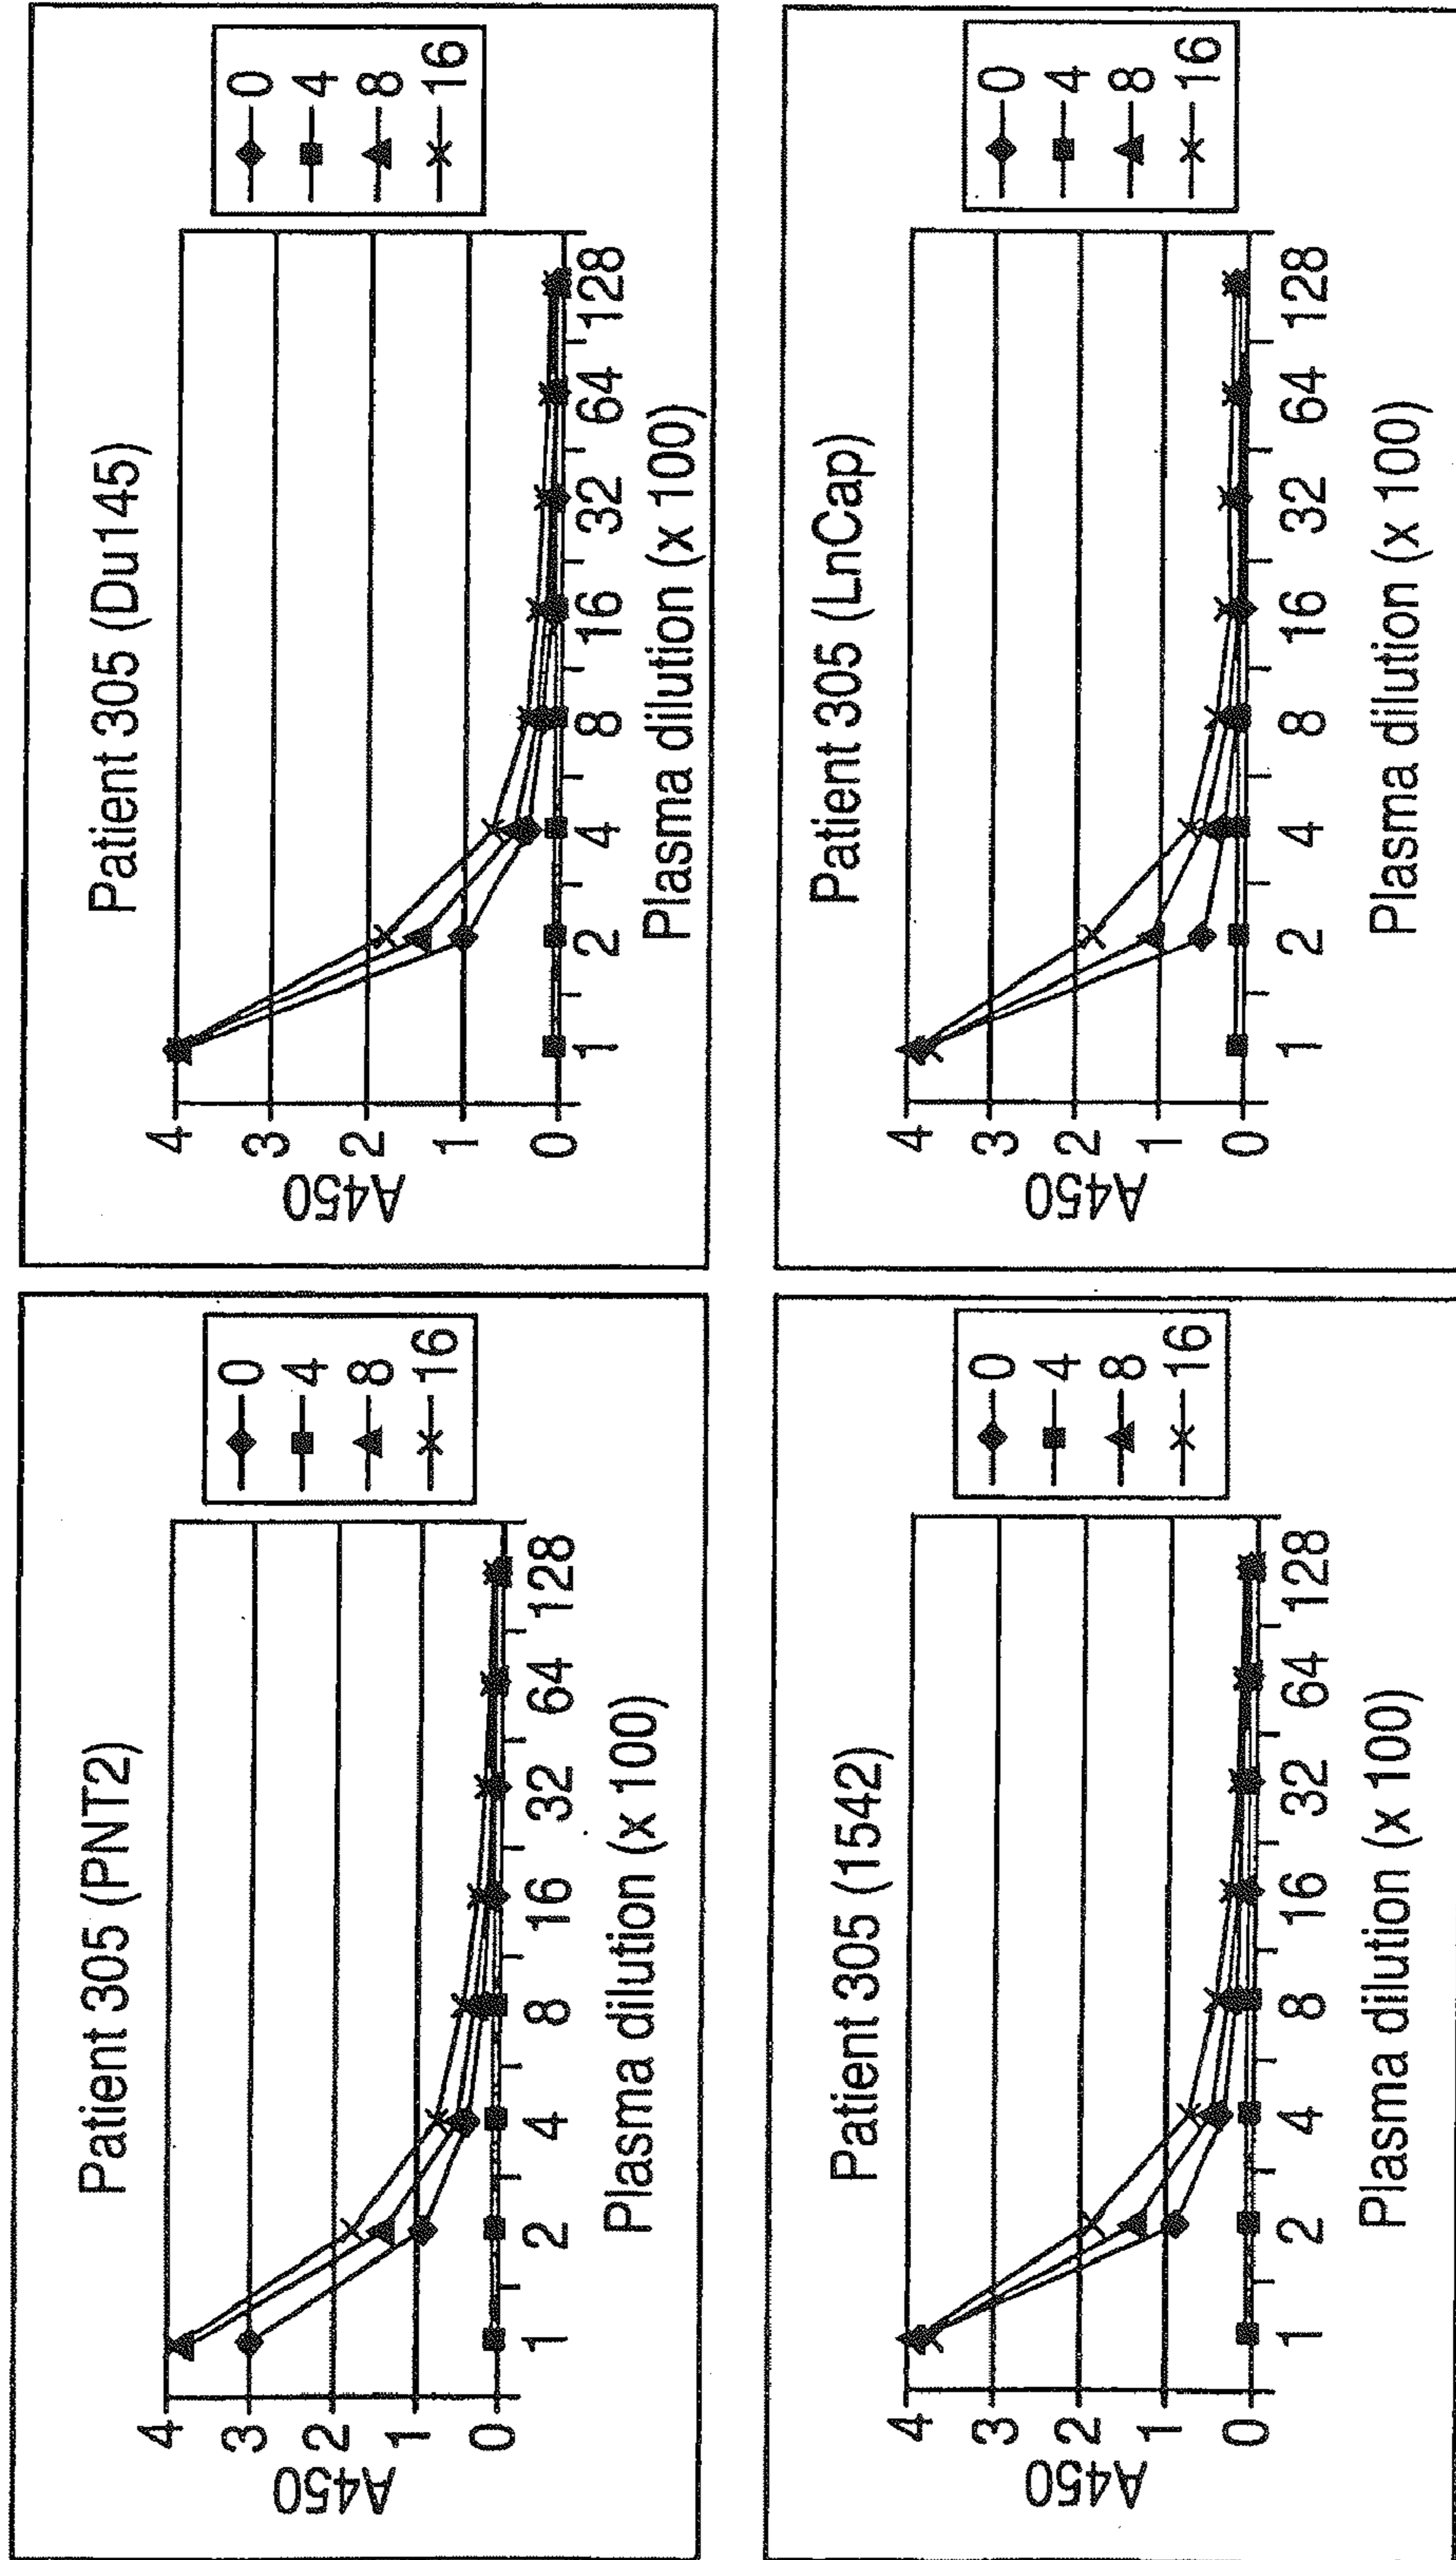 Patient 305 (PNT2)
A450
4
3
2
1
0
1 2 4 8 16 32 64 128
Plasma dilution (x 100)
0
4
8
16
Patient 305 (Du145)
A450
4
3
2
1
0
1 2 4 8 16 32 64 128
Plasma dilution (x 100)
0
4
8
16
Patient 305 (1542)
A450
4
3
2
1
0
1 2 4 8 16 32 64 128
Plasma dilution (x 100)
0
4
8
16
Patient 305 (LnCap)
A450
4
3
2
1
0
1 2 4 8 16 32 64 128
Plasma dilution (x 100)
0
4
8
16